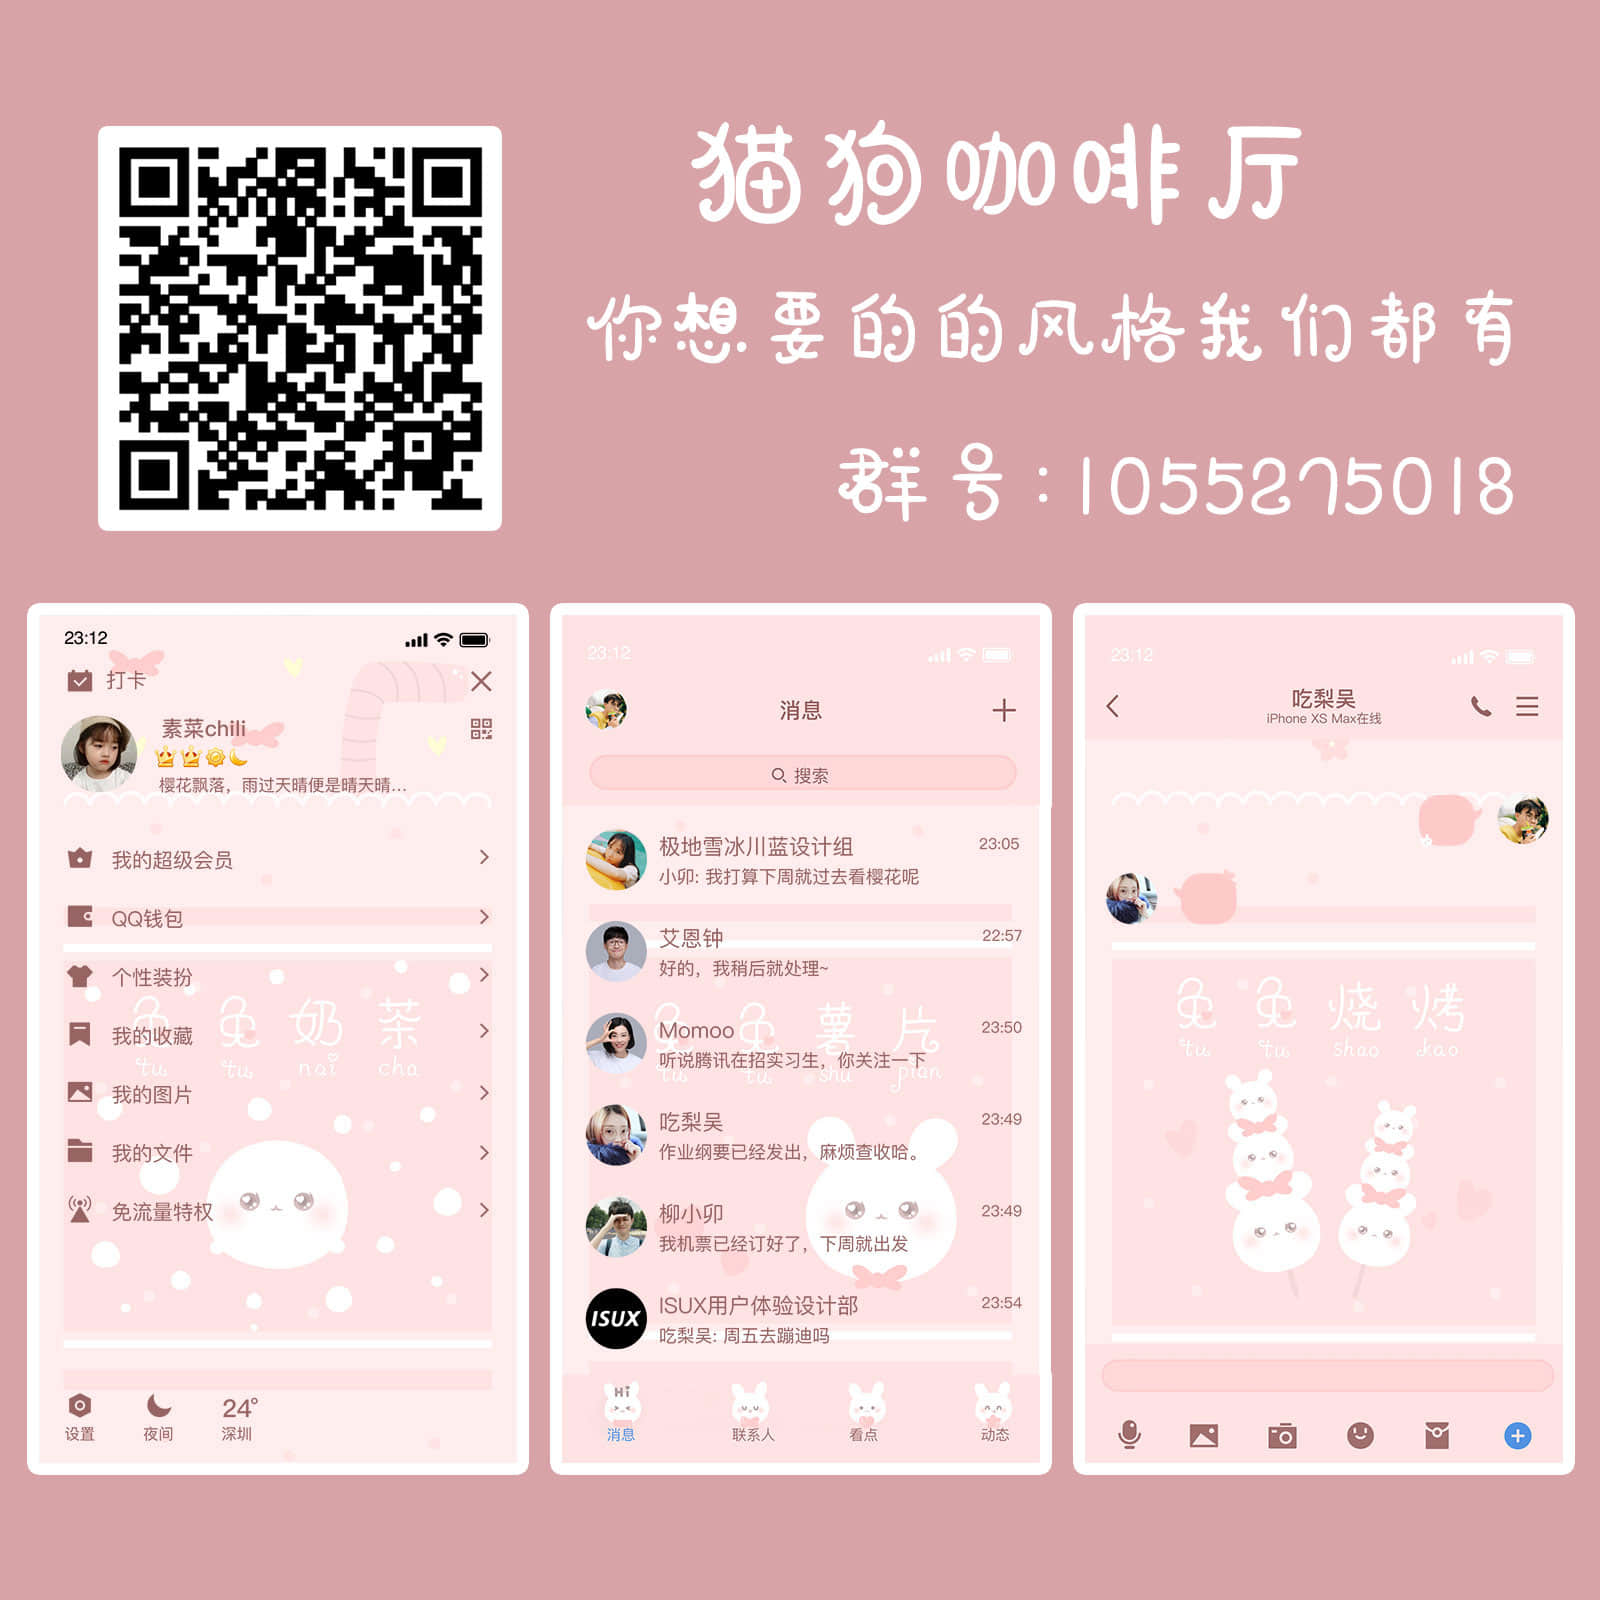 猫狗咖啡厅
你想要的的风格我们都有
群号:1055275018
23:12
打卡
素菜chili
樱花飘落，雨过天晴便是晴天晴...
我的超级会员
QQ钱包
个性装扮
我的收藏
我的图片
我的文件
免流量特权
兔兔奶茶
tu tu nai cha
24°
设置 夜间 深圳
23:12
消息
搜索
极地雪冰川蓝设计组 23:05
小卯: 我打算下周就过去看樱花呢
艾恩钟 22:57
好的，我稍后就处理~
Momoo 23:50
听说腾讯在招实习生，你关注一下
兔兔薯片
tu tu shu pian
吃梨吴 23:49
作业纲要已经发出，麻烦查收哈。
柳小卯 23:49
我机票已经订好了，下周就出发
ISUX
ISUX用户体验设计部 23:54
吃梨吴: 周五去蹦迪吗
Hi
消息 联系人 看点 动态
23:12
吃梨吴
iPhone XS Max在线
兔兔烧烤
tu tu shao kao